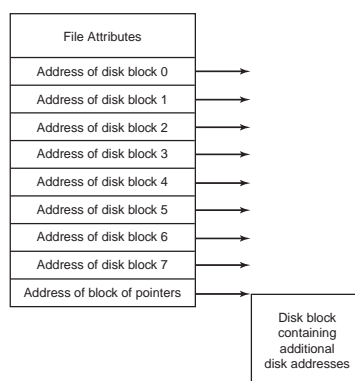 File Attributes
Address of disk block 0
Address of disk block 1
Address of disk block 2
Address of disk block 3
Address of disk block 4
Address of disk block 5
Address of disk block 6
Address of disk block 7
Address of block of pointers
Disk block
containing
additional
disk addresses